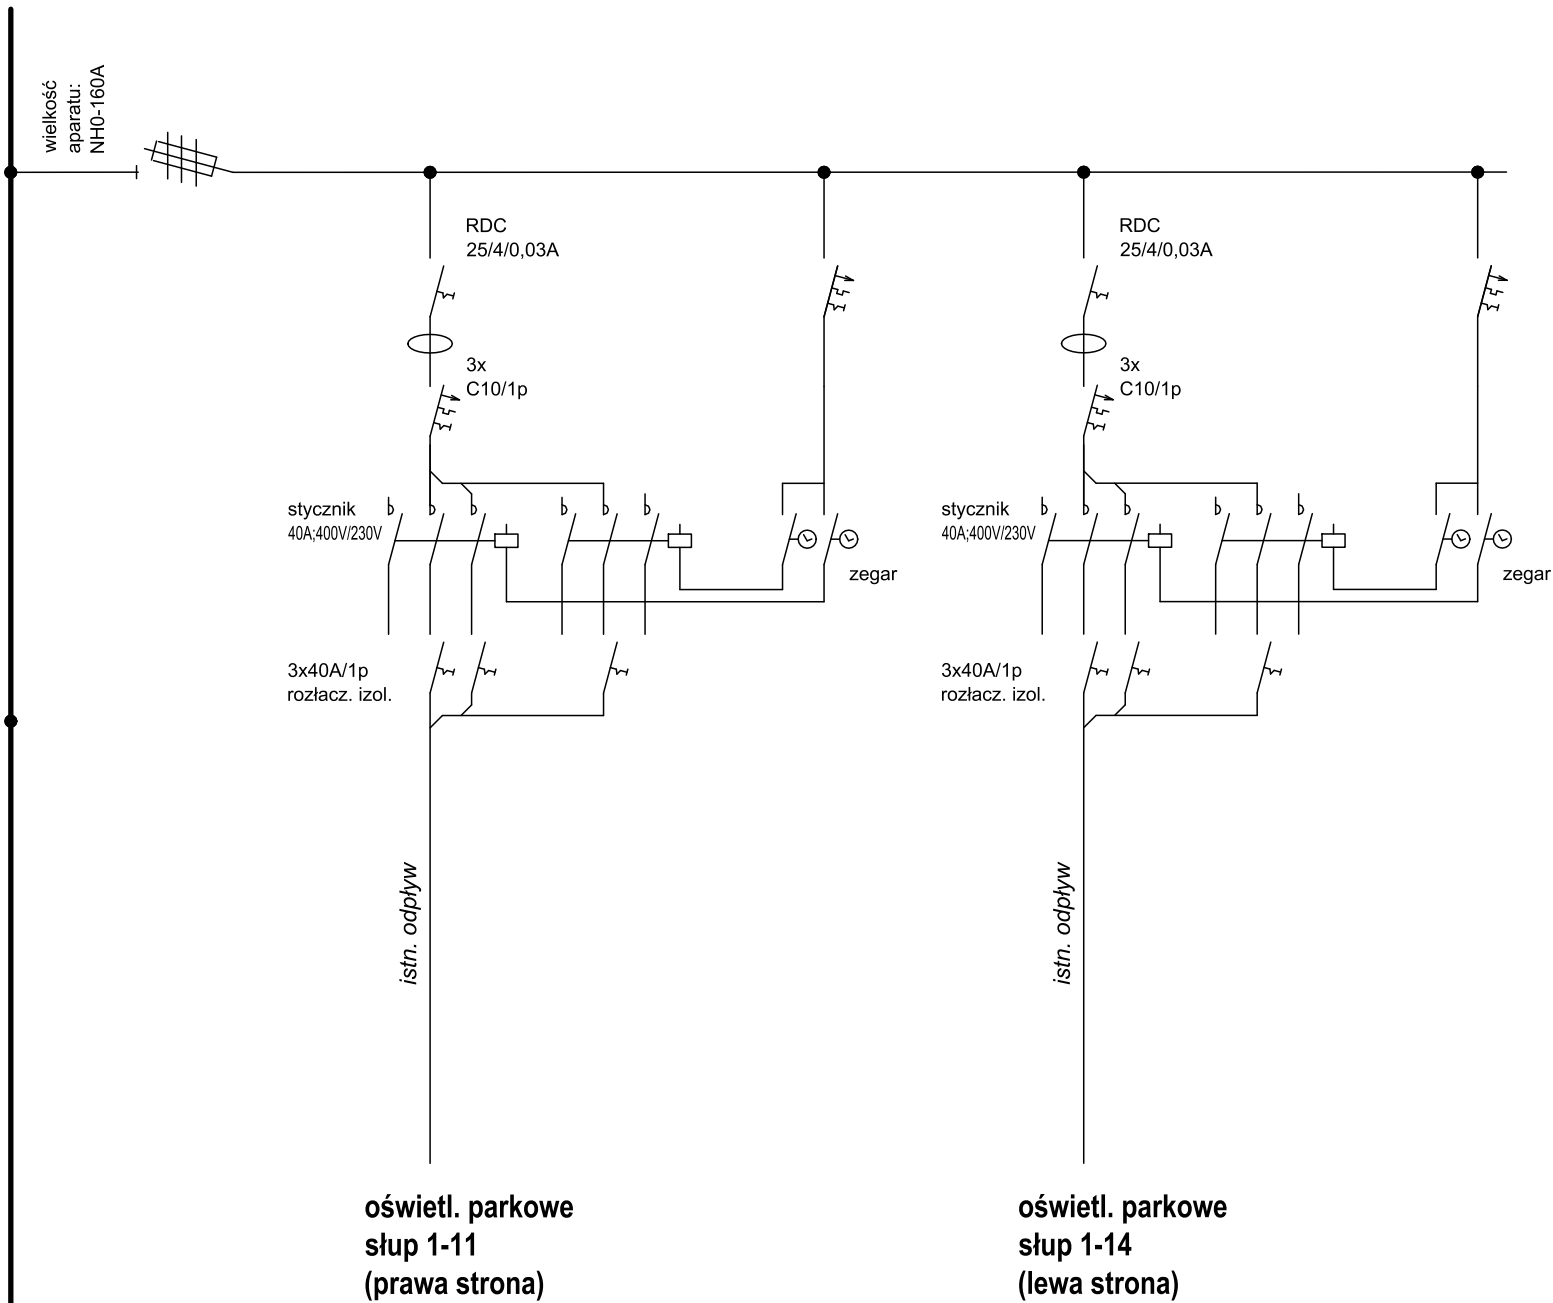 wielkość
aparatu:
NH0-160A
RDC
25/4/0,03A
3x
C10/1p
stycznik
40A;400V/230V
zegar
3x40A/1p
rozłacz. izol.
istn. odpływ
oświetl. parkowe
słup 1-11
(prawa strona)
RDC
25/4/0,03A
3x
C10/1p
stycznik
40A;400V/230V
zegar
3x40A/1p
rozłacz. izol.
istn. odpływ
oświetl. parkowe
słup 1-14
(lewa strona)